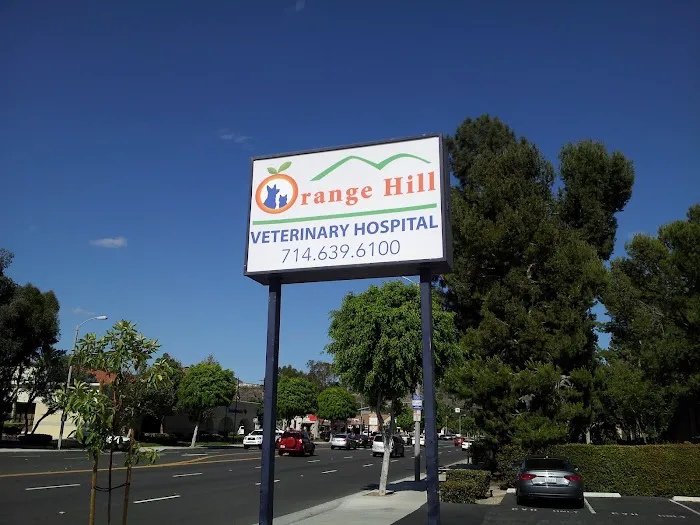 Orange Hill
VETERINARY HOSPITAL
714.639.6100